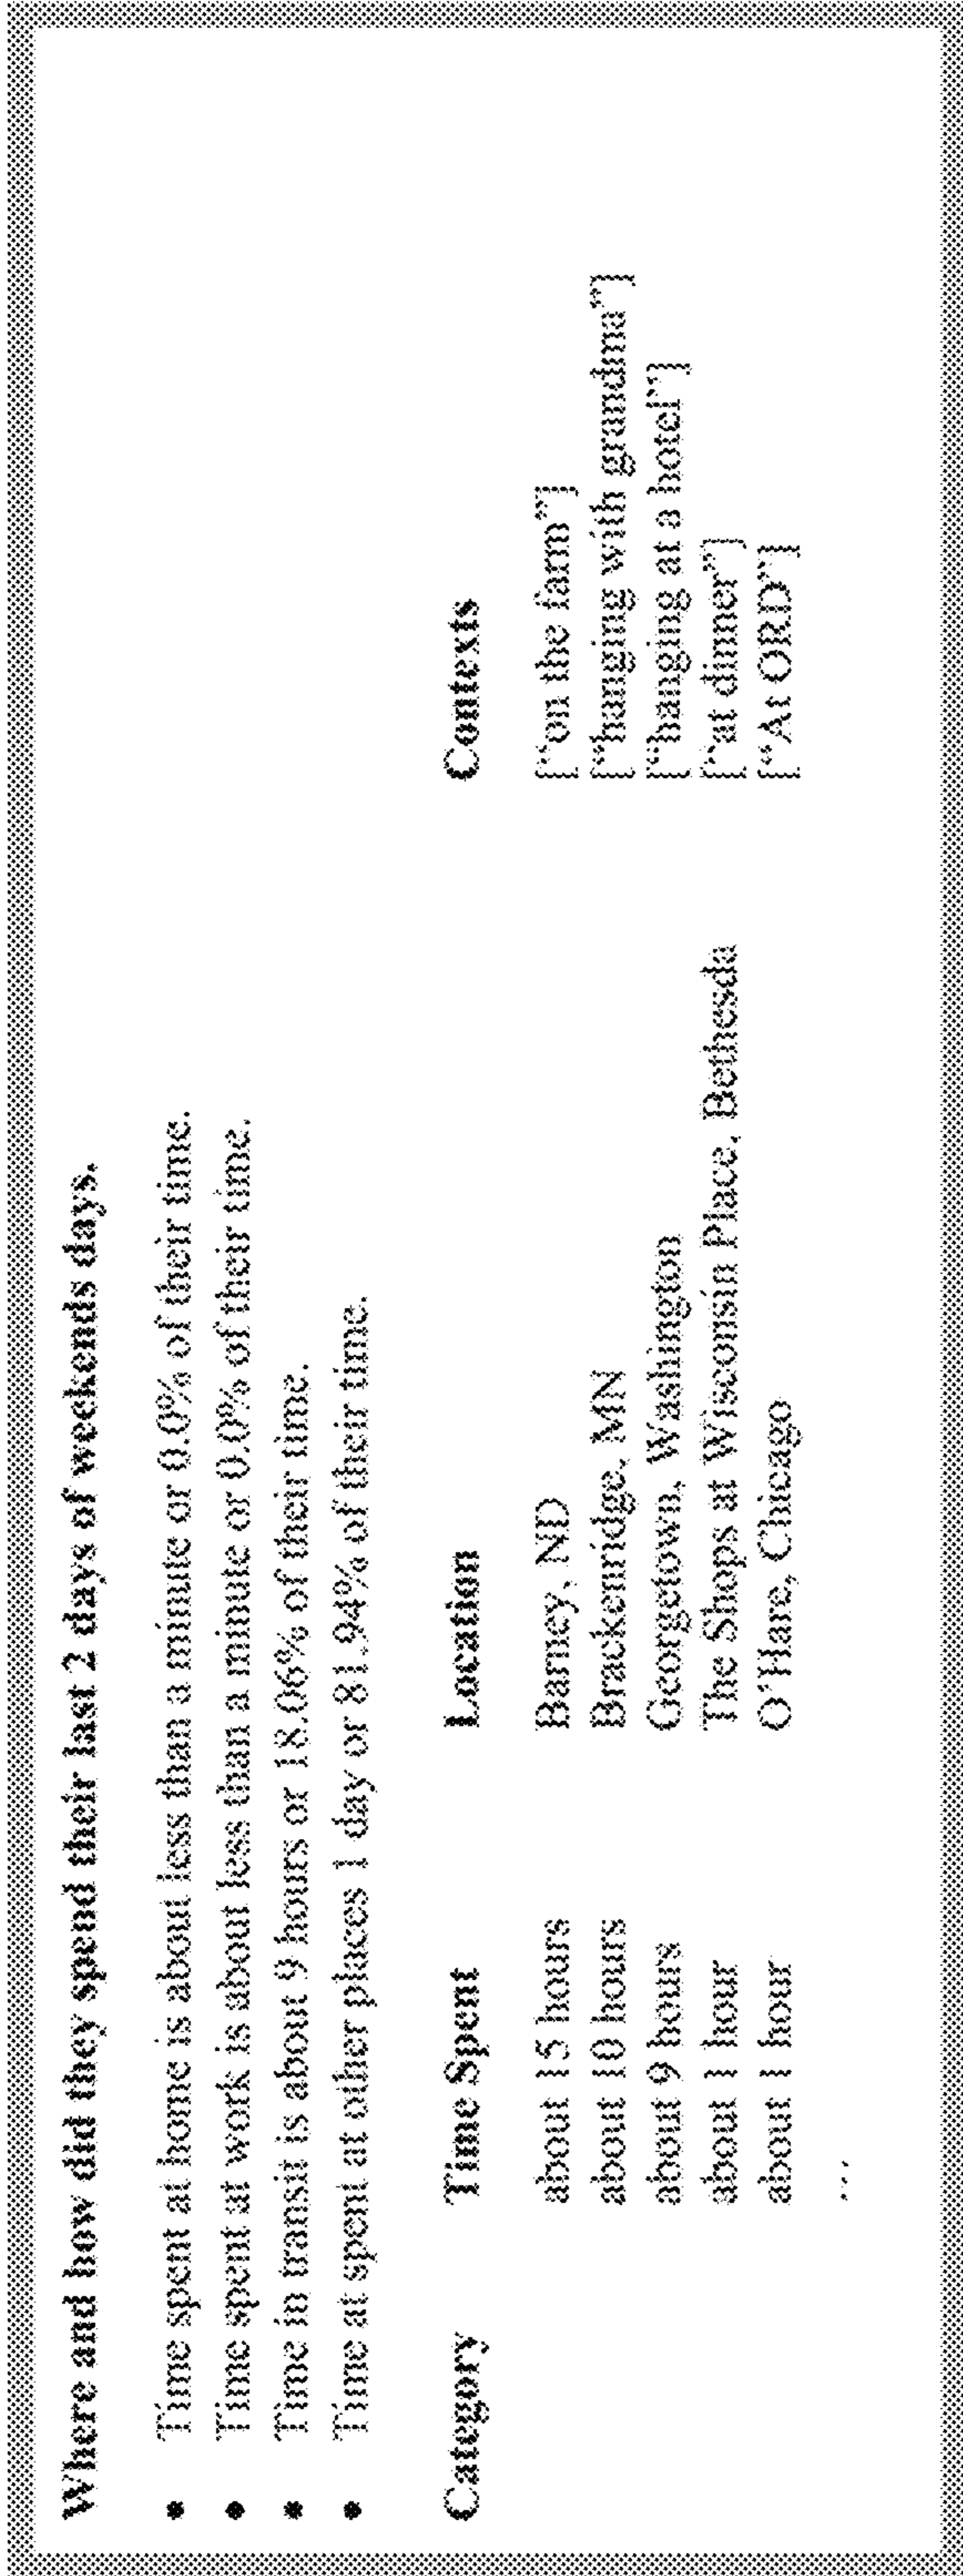 Where and how did they spend their last 2 days of weekends days.
• Time spent at home is about less than a minute or 0.0% of their time.
• Time spent at work is about less than a minute or 0.0% of their time.
• Time in transit is about 9 hours or 18.06% of their time.
• Time at spent at other places 1 day or 81.94% of their time.
Category Time Spent Location Contexts
about 15 hours Barney, ND ["on the farm"]
about 10 hours Brackenridge, MN ["hanging with grandma"]
about 9 hours Georgetown, Washington ["hanging at a hotel"]
about 1 hour The Shops at Wisconsin Place, Bethesda ["at dinner"]
about 1 hour O'Hare, Chicago ["At ORD"]
...